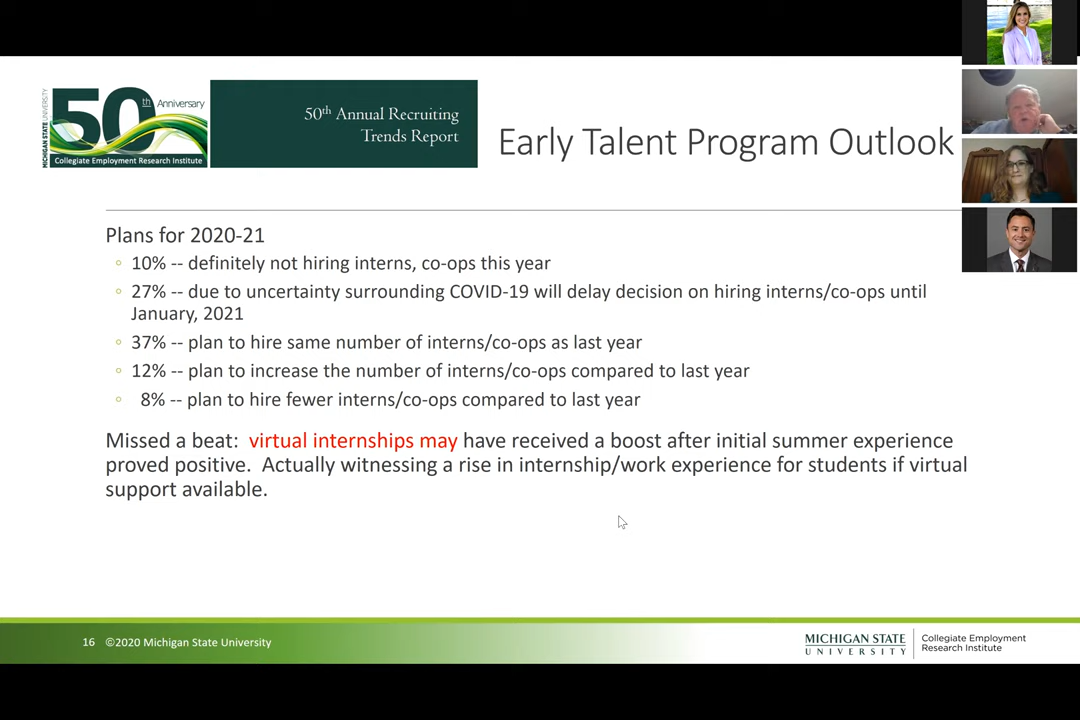 MICHIGAN STATE UNIVERSITY
50th Anniversary
Collegiate Employment Research Institute
50th Annual Recruiting
Trends Report
Early Talent Program Outlook
Plans for 2020-21
10% -- definitely not hiring interns, co-ops this year
27% -- due to uncertainty surrounding COVID-19 will delay decision on hiring interns/co-ops until
January, 2021
37% -- plan to hire same number of interns/co-ops as last year
12% -- plan to increase the number of interns/co-ops compared to last year
8% -- plan to hire fewer interns/co-ops compared to last year
Missed a beat: virtual internships may have received a boost after initial summer experience
proved positive. Actually witnessing a rise in internship/work experience for students if virtual
support available.
16 ©2020 Michigan State University
MICHIGAN STATE
UNIVERSITY
Collegiate Employment
Research Institute